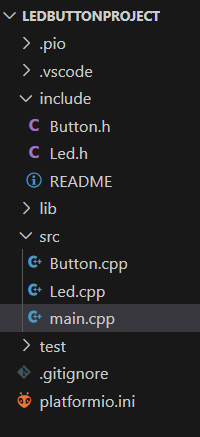 LEDBUTTONPROJECT
.pio
.vscode
include
Button.h
Led.h
README
lib
src
Button.cpp
Led.cpp
main.cpp
test
.gitignore
platformio.ini